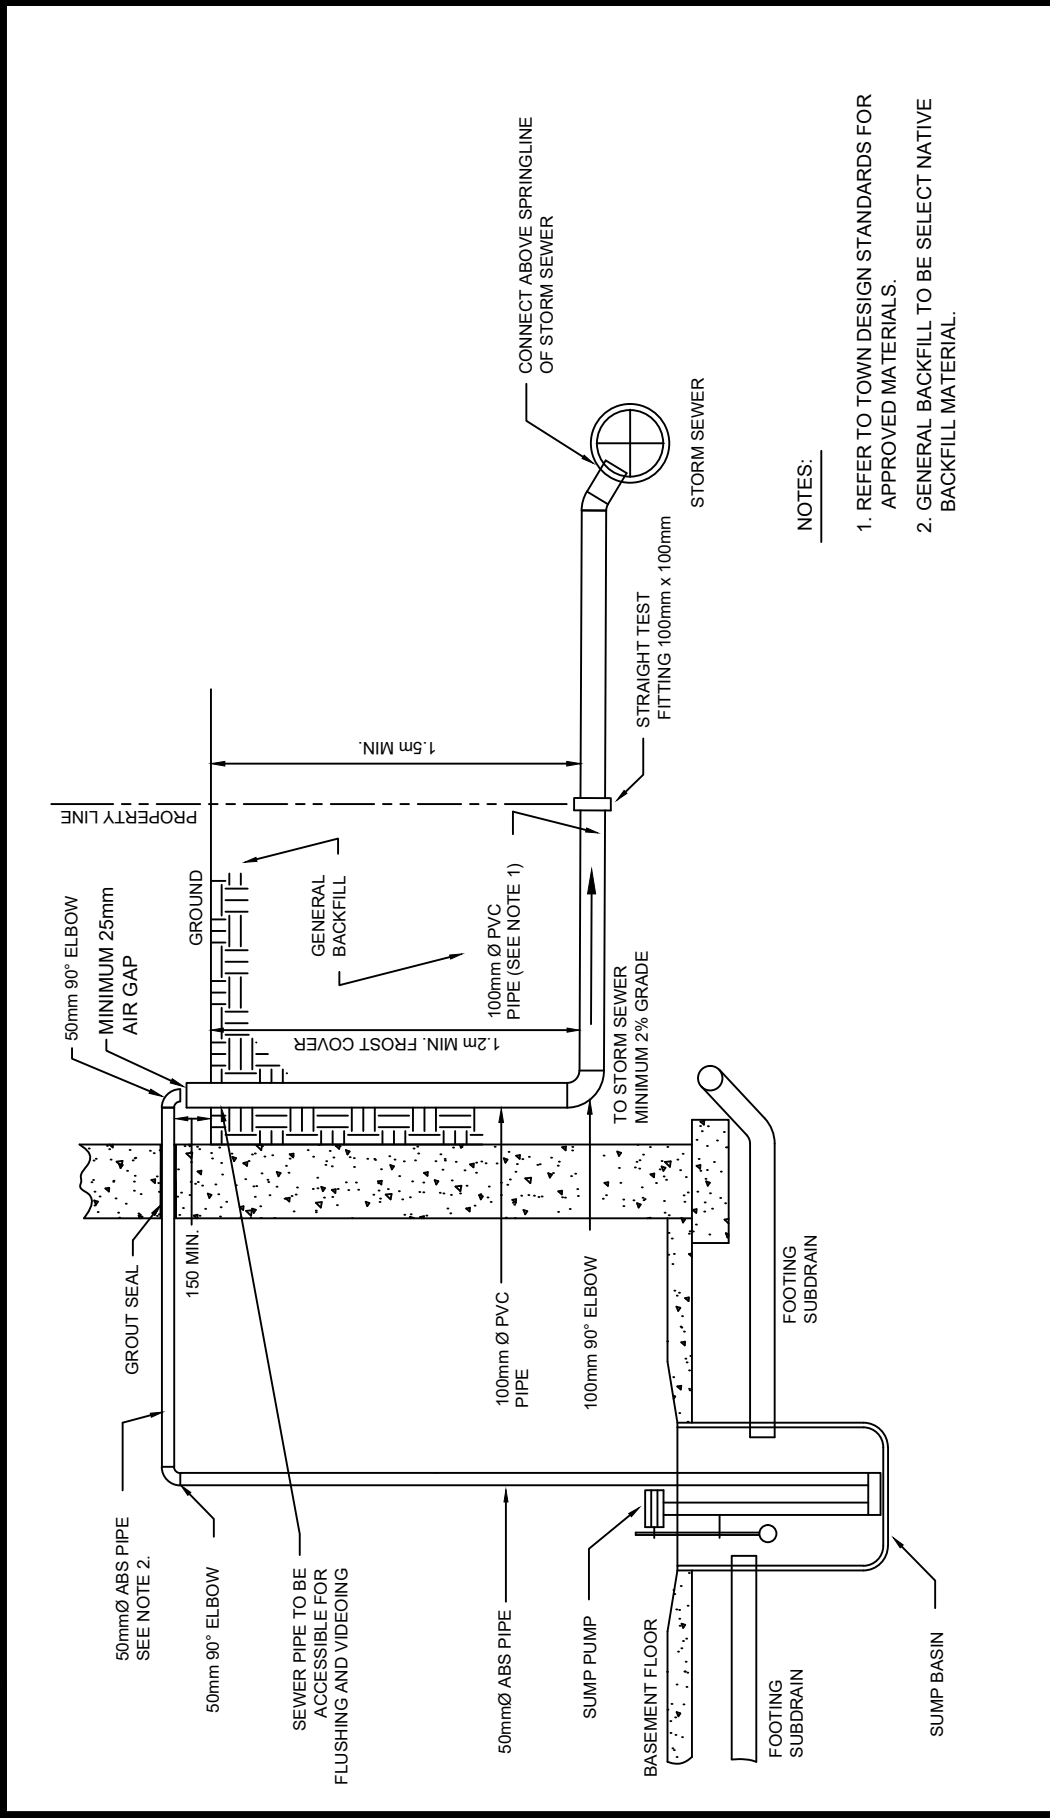 50mmØ ABS PIPE
SEE NOTE 2.
50mm 90° ELBOW
GROUT SEAL
150 MIN.
50mm 90° ELBOW
MINIMUM 25mm
AIR GAP
GROUND
PROPERTY LINE
SEWER PIPE TO BE
ACCESSIBLE FOR
FLUSHING AND VIDEOING
GENERAL
BACKFILL
1.2m MIN. FROST COVER
1.5m MIN.
50mmØ ABS PIPE
100mm Ø PVC
PIPE
100mm Ø PVC
PIPE (SEE NOTE 1)
CONNECT ABOVE SPRINGLINE
OF STORM SEWER
SUMP PUMP
100mm 90° ELBOW
TO STORM SEWER
MINIMUM 2% GRADE
STRAIGHT TEST
FITTING 100mm x 100mm
STORM SEWER
BASEMENT FLOOR
FOOTING
SUBDRAIN
FOOTING
SUBDRAIN
SUMP BASIN
NOTES:
1. REFER TO TOWN DESIGN STANDARDS FOR
APPROVED MATERIALS.
2. GENERAL BACKFILL TO BE SELECT NATIVE
BACKFILL MATERIAL.